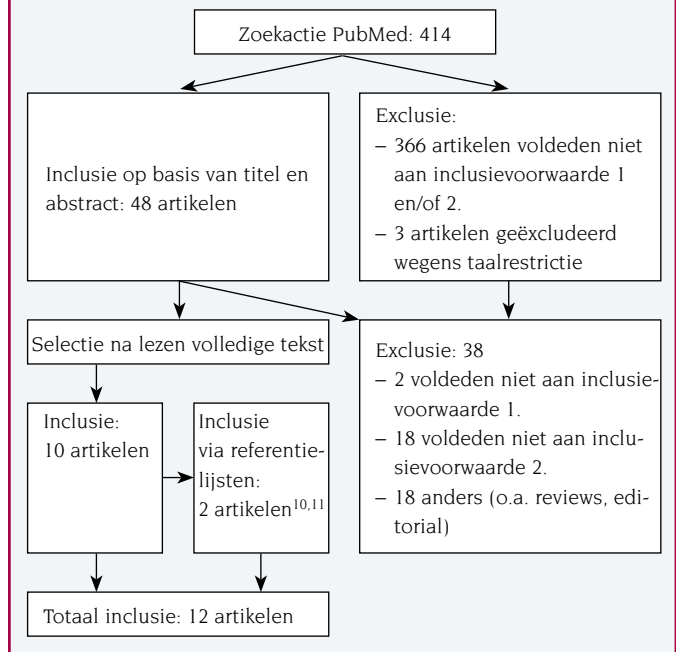 Zoekactie PubMed: 414
Inclusie op basis van titel en
abstract: 48 artikelen
Exclusie:
– 366 artikelen voldeden niet
aan inclusievoorwaarde 1
en/of 2.
– 3 artikelen geëxcludeerd
wegens taalrestrictie
Selectie na lezen volledige tekst
Exclusie: 38
– 2 voldeden niet aan inclusie-
voorwaarde 1.
– 18 voldeden niet aan inclu-
sievoorwaarde 2.
– 18 anders (o.a. reviews, edi-
torial)
Inclusie:
10 artikelen
Inclusie
via referentie-
lijsten:
2 artikelen10,11
Totaal inclusie: 12 artikelen